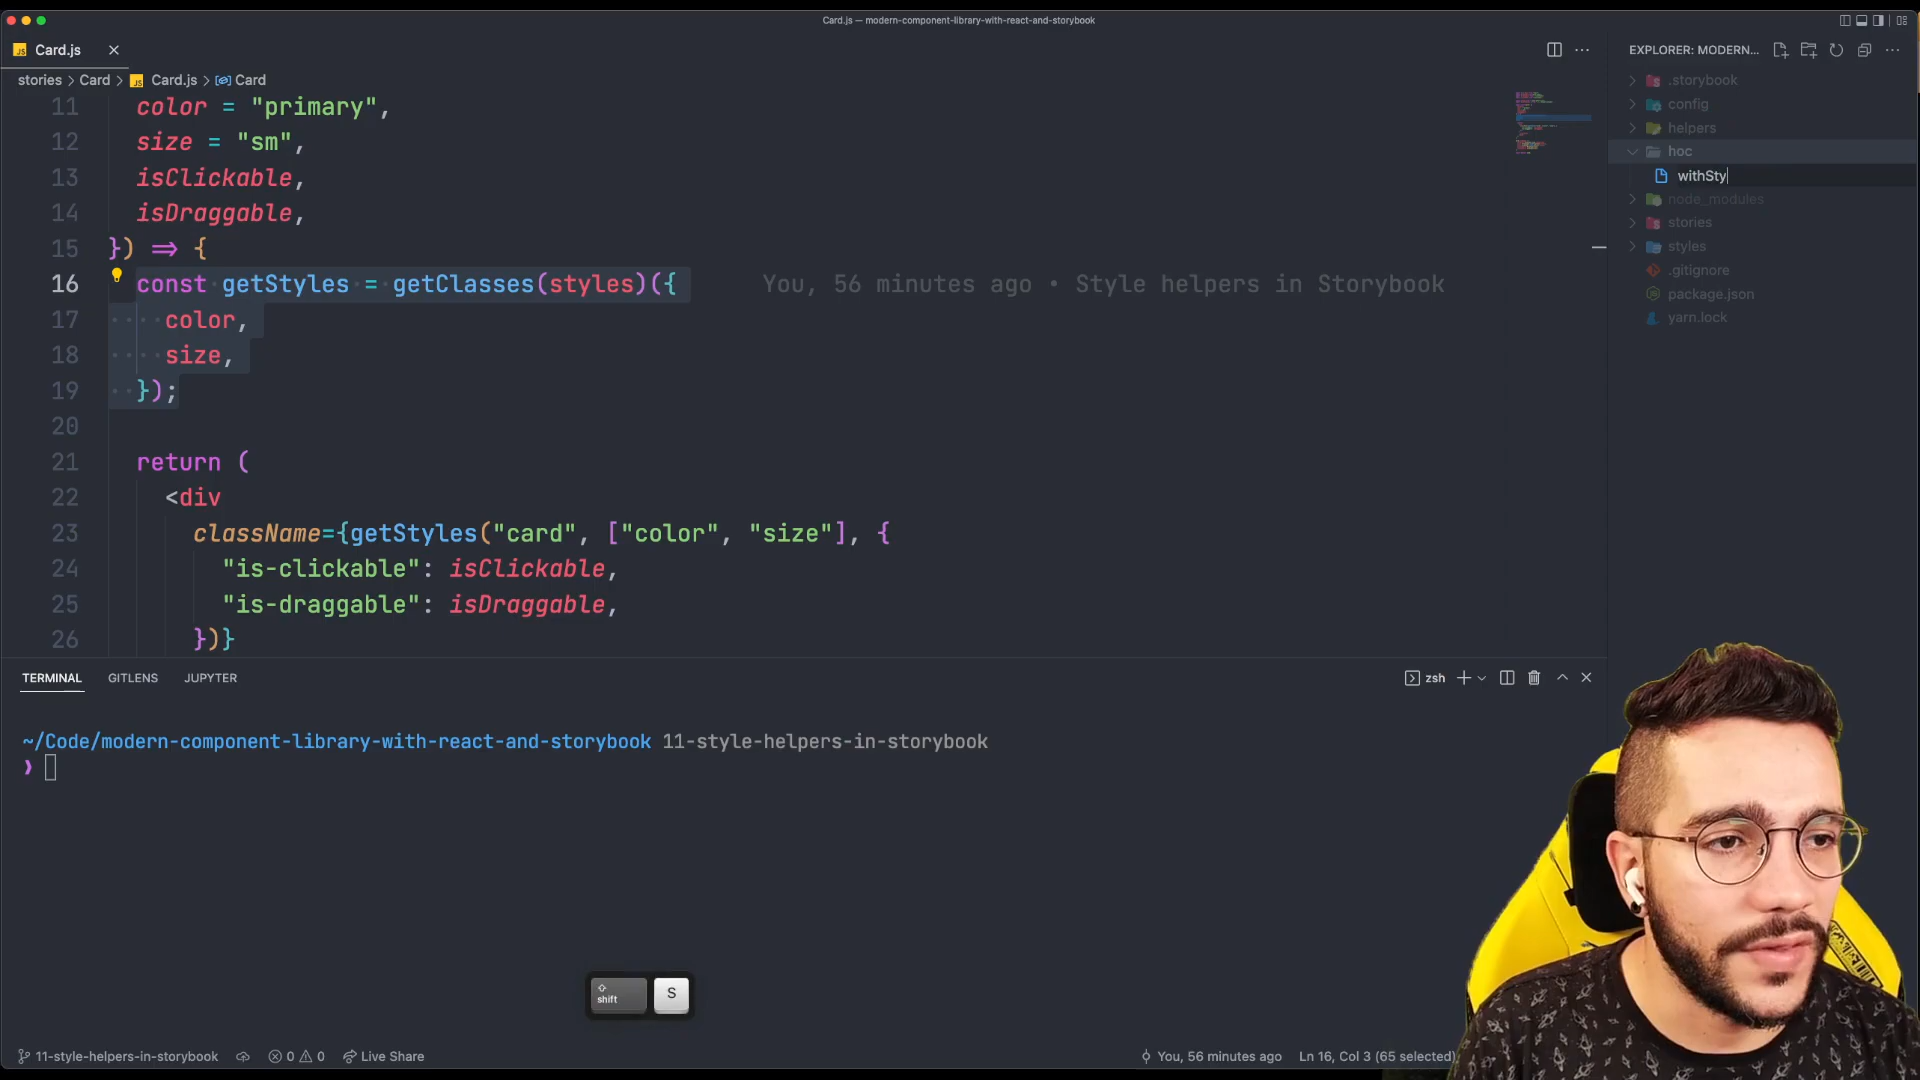 Card.js — modern-component-library-with-react-and-storybook
JS Card.js
EXPLORER: MODERN...
stories > Card > JS Card.js > Card
11 color = "primary",
12 size = "sm",
13 isClickable,
14 isDraggable,
15 }) => {
16 const getStyles = getClasses(styles)({ You, 56 minutes ago • Style helpers in Storybook
17 color,
18 size,
19 });
20
21 return (
22 <div
23 className={getStyles("card", ["color", "size"], {
24 "is-clickable": isClickable,
25 "is-draggable": isDraggable,
26 })}
.storybook
config
helpers
hoc
withSty
node_modules
stories
styles
.gitignore
package.json
yarn.lock
TERMINAL GITLENS JUPYTER
zsh
~/Code/modern-component-library-with-react-and-storybook 11-style-helpers-in-storybook
❯
shift S
11-style-helpers-in-storybook 0 0 Live Share
You, 56 minutes ago Ln 16, Col 3 (65 selected)